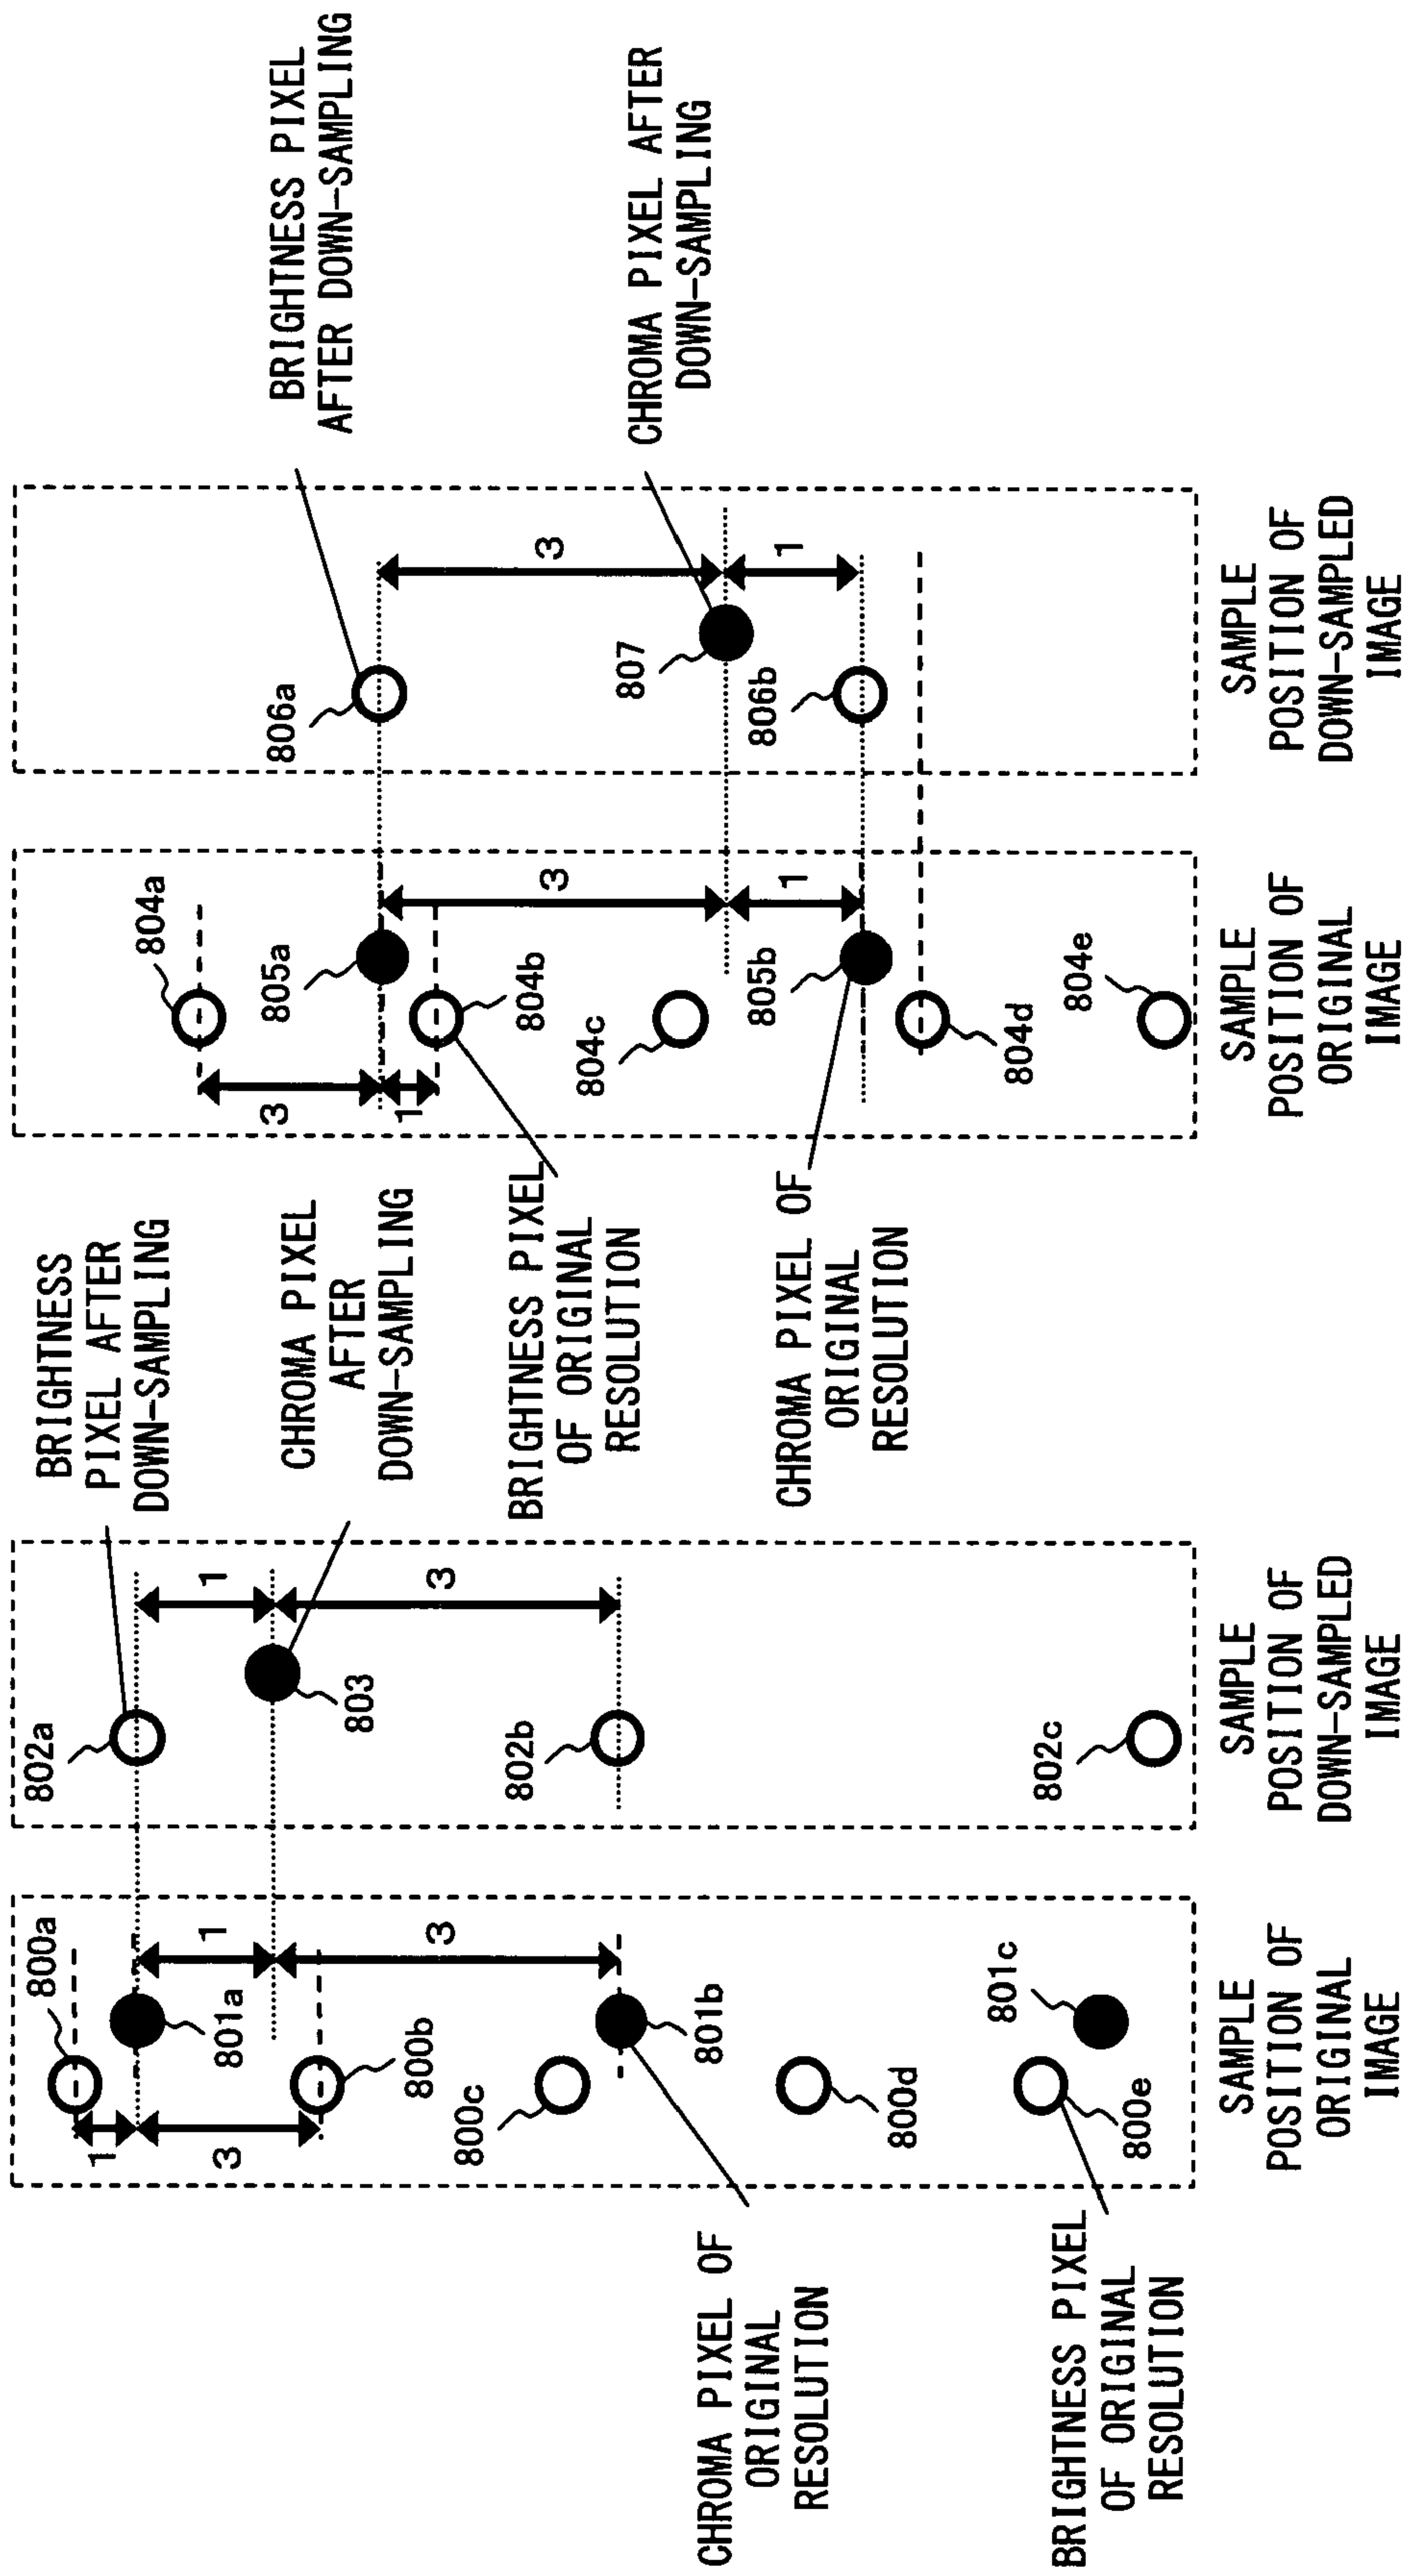 BRIGHTNESS
PIXEL AFTER
DOWN-SAMPLING
CHROMA PIXEL
AFTER
DOWN-SAMPLING
BRIGHTNESS PIXEL
OF ORIGINAL
RESOLUTION
CHROMA PIXEL OF
ORIGINAL
RESOLUTION
BRIGHTNESS PIXEL
AFTER DOWN-SAMPLING
CHROMA PIXEL AFTER
DOWN-SAMPLING
CHROMA PIXEL OF
ORIGINAL
RESOLUTION
BRIGHTNESS PIXEL
OF ORIGINAL
RESOLUTION
800a
1
1
801a
3
3
800b
800c
801b
800d
801c
800e
SAMPLE
POSITION OF
ORIGINAL
IMAGE
802a
1
803
3
802b
802c
SAMPLE
POSITION OF
DOWN-SAMPLED
IMAGE
804a
3
805a
1
804b
3
804c
805b
1
804d
804e
SAMPLE
POSITION OF
ORIGINAL
IMAGE
806a
3
807
1
806b
SAMPLE
POSITION OF
DOWN-SAMPLED
IMAGE